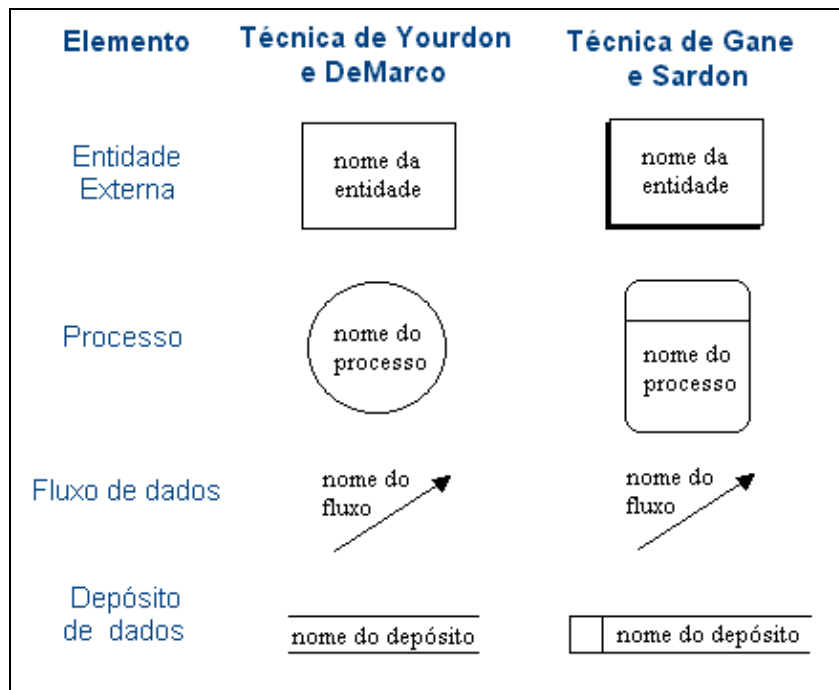 Elemento
Técnica de Yourdon
e DeMarco
Técnica de Gane
e Sardon
Entidade
Externa
nome da
entidade
nome da
entidade
Processo
nome do
processo
nome do
processo
Fluxo de dados
nome do
fluxo
nome do
fluxo
Depósito
de dados
nome do depósito
nome do depósito